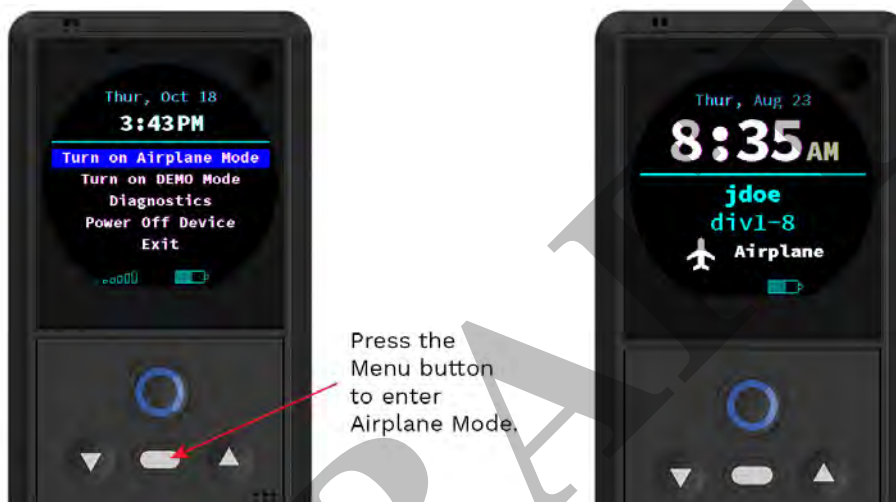 Thur, Oct 18
3:43PM
Turn on Airplane Mode
Turn on DEMO Mode
Diagnostics
Power Off Device
Exit
Press the
Menu button
to enter
Airplane Mode.
Thur, Aug 23
8:35AM
jdoe
div1-8
Airplane